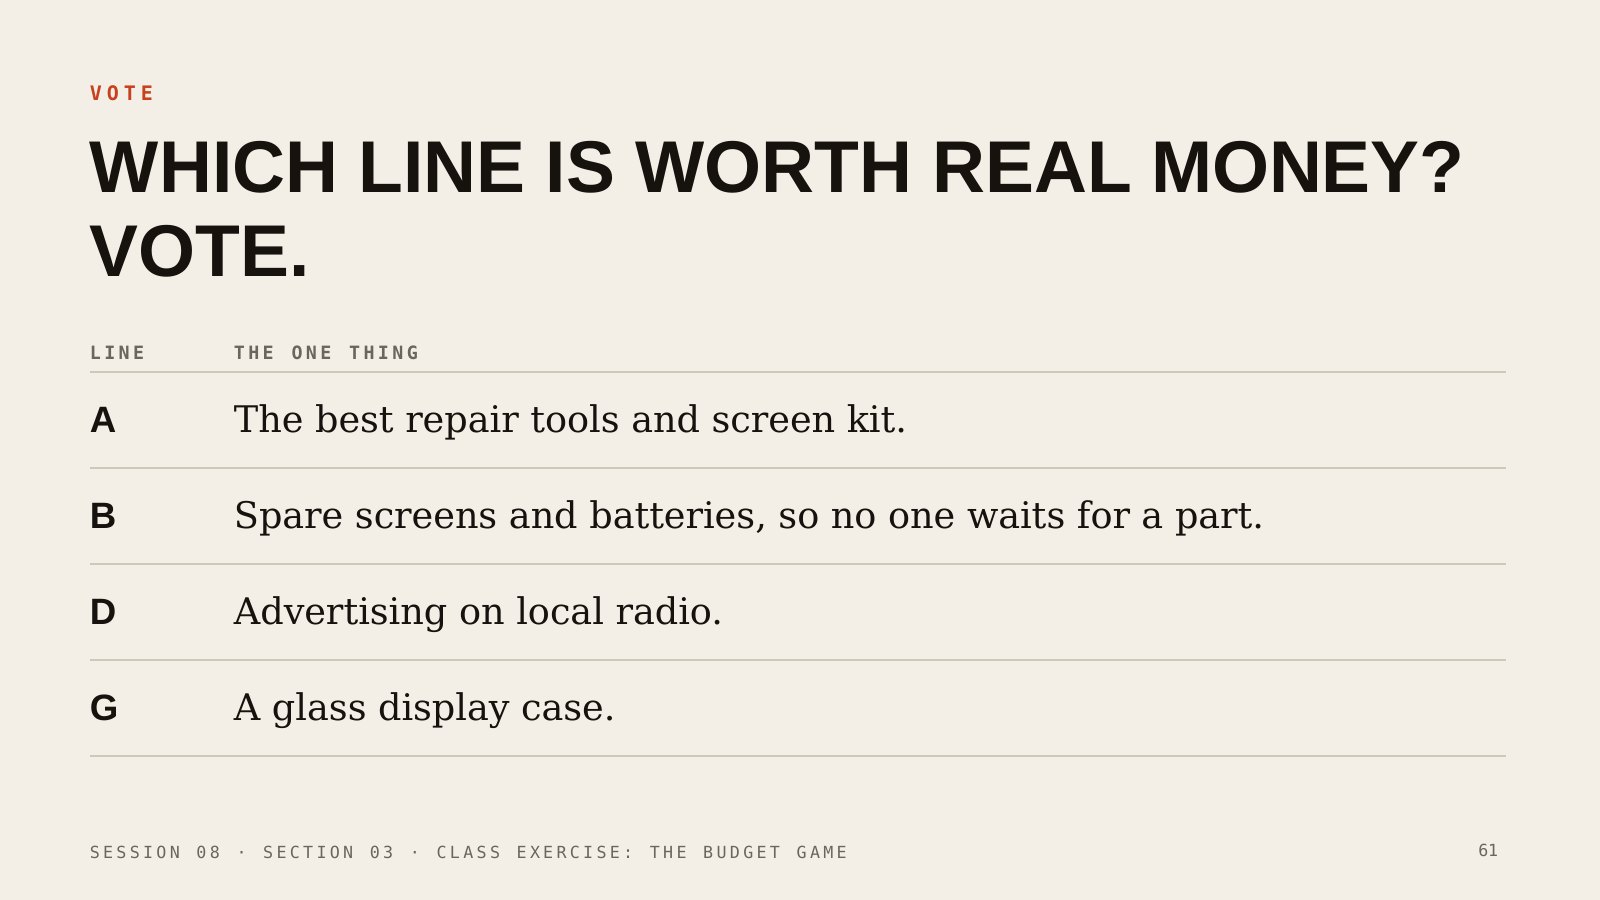 VOTE
WHICH LINE IS WORTH REAL MONEY?
VOTE.
LINE THE ONE THING
A The best repair tools and screen kit.
B Spare screens and batteries, so no one waits for a part.
D Advertising on local radio.
G A glass display case.
SESSION 08 · SECTION 03 · CLASS EXERCISE: THE BUDGET GAME 61